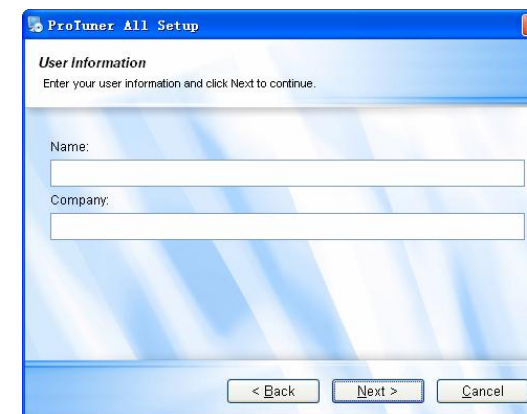 ProTuner All Setup
User Information
Enter your user information and click Next to continue.
Name:
Company:
< Back
Next >
Cancel